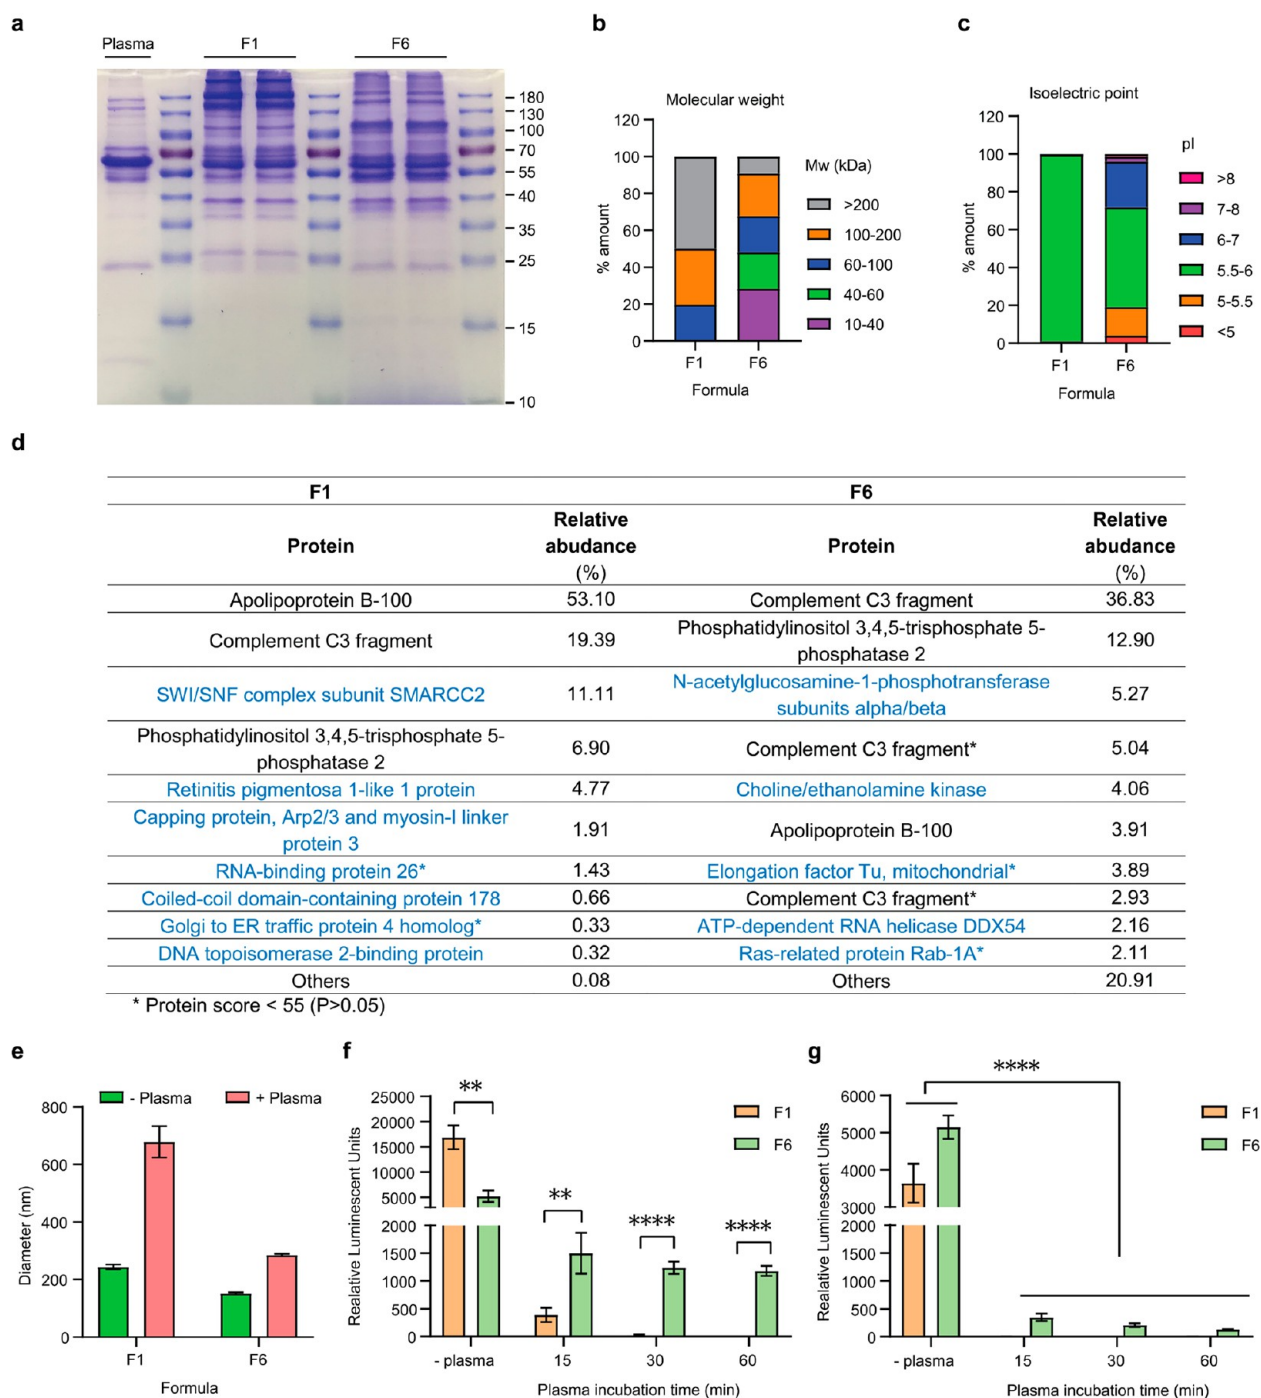 a
Plasma
F1
F6
180
130
100
70
55
40
35
25
15
10
b
Molecular weight
120
100
80
60
40
20
0
% amount
F1
F6
Formula
Mw (kDa)
>200
100-200
60-100
40-60
10-40
c
Isoelectric point
120
100
80
60
40
20
0
% amount
F1
F6
Formula
pI
>8
7-8
6-7
5.5-6
5-5.5
<5
d
F1 F6
Protein Relative abudance (%) Protein Relative abudance (%)
Apolipoprotein B-100 53.10 Complement C3 fragment 36.83
Complement C3 fragment 19.39 Phosphatidylinositol 3,4,5-trisphosphate 5-phosphatase 2 12.90
SWI/SNF complex subunit SMARCC2 11.11 N-acetylglucosamine-1-phosphotransferase subunits alpha/beta 5.27
Phosphatidylinositol 3,4,5-trisphosphate 5-phosphatase 2 6.90 Complement C3 fragment* 5.04
Retinitis pigmentosa 1-like 1 protein 4.77 Choline/ethanolamine kinase 4.06
Capping protein, Arp2/3 and myosin-I linker protein 3 1.91 Apolipoprotein B-100 3.91
RNA-binding protein 26* 1.43 Elongation factor Tu, mitochondrial* 3.89
Coiled-coil domain-containing protein 178 0.66 Complement C3 fragment* 2.93
Golgi to ER traffic protein 4 homolog* 0.33 ATP-dependent RNA helicase DDX54 2.16
DNA topoisomerase 2-binding protein 0.32 Ras-related protein Rab-1A* 2.11
Others 0.08 Others 20.91
* Protein score < 55 (P>0.05)
e
- Plasma
+ Plasma
800
600
400
200
0
Diameter (nm)
F1
F6
Formula
f
25000
20000
15000
10000
5000
2000
1500
1000
500
0
Realative Luminescent Units
**
**
****
****
F1
F6
- plasma
15
30
60
Plasma incubation time (min)
g
6000
5000
4000
3000
2000
1500
1000
500
0
Realative Luminescent Units
****
F1
F6
- plasma
15
30
60
Plasma incubation time (min)